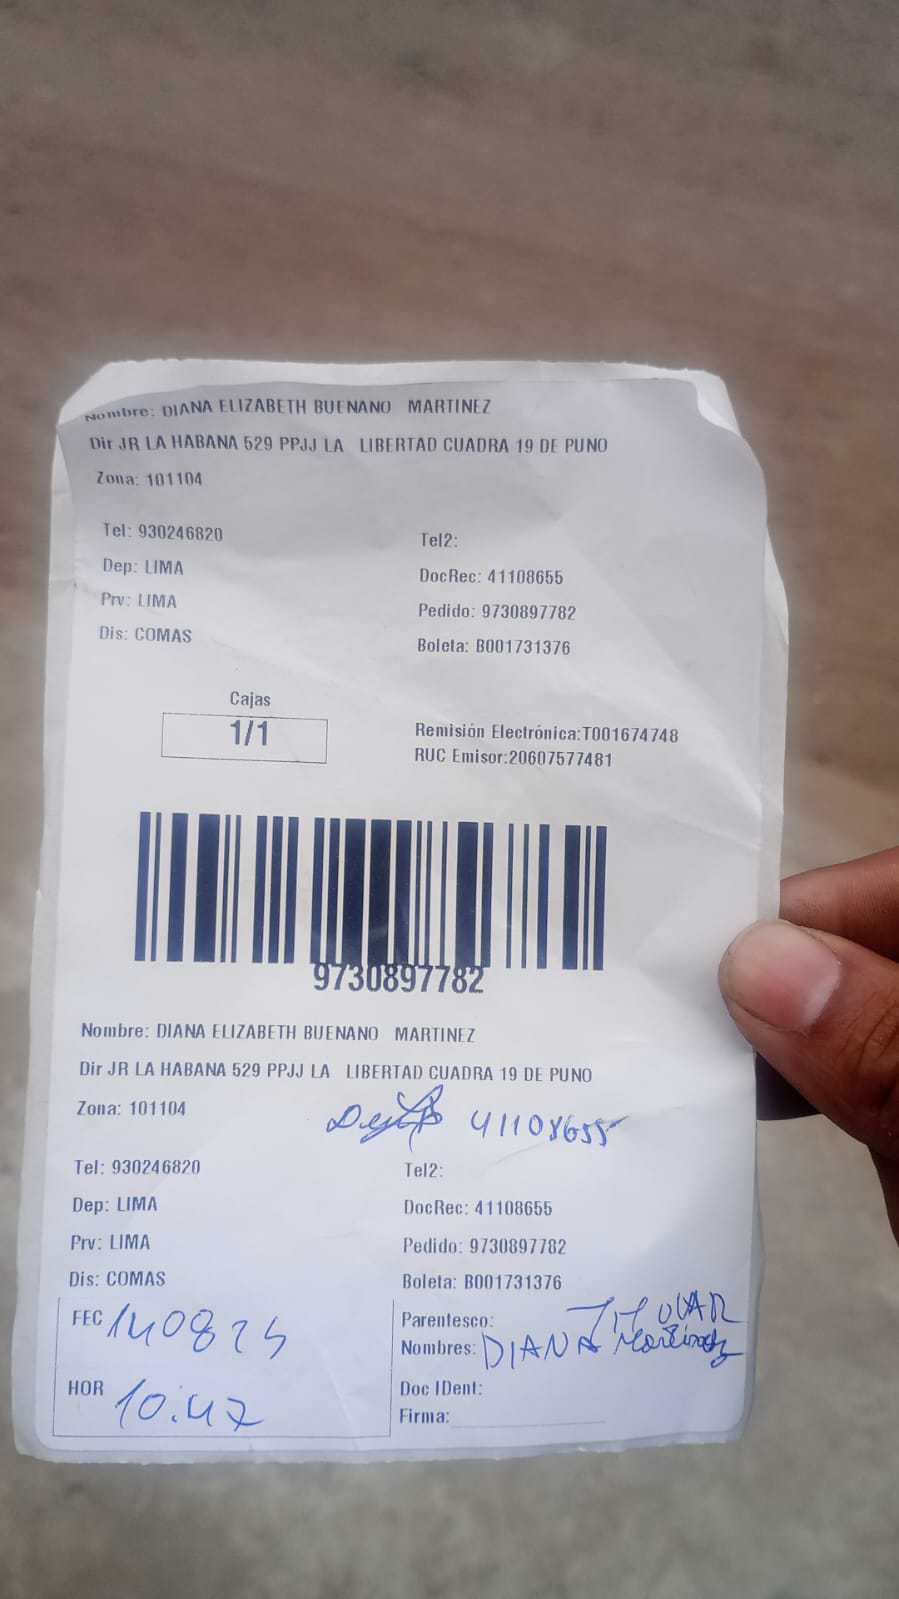 Nombre: DIANA ELIZABETH BUENANO MARTINEZ
Dir JR LA HABANA 529 PPJJ LA LIBERTAD CUADRA 19 DE PUNO
Zona: 101104
Tel: 930246820
Tel2:
Dep: LIMA
DocRec: 41108655
Prv: LIMA
Pedido: 9730897782
Dis: COMAS
Boleta: B001731376
Cajas
1/1
Remisión Electrónica:T001674748
RUC Emisor:20607577481
9730897782
Nombre: DIANA ELIZABETH BUENANO MARTINEZ
Dir JR LA HABANA 529 PPJJ LA LIBERTAD CUADRA 19 DE PUNO
Zona: 101104
41108655
Tel: 930246820
Tel2:
Dep: LIMA
DocRec: 41108655
Prv: LIMA
Pedido: 9730897782
Dis: COMAS
Boleta: B001731376
FEC
Parentesco: TITULAR
Nombres: DIANA Martinez
HOR 10:47
Doc IDent:
Firma: